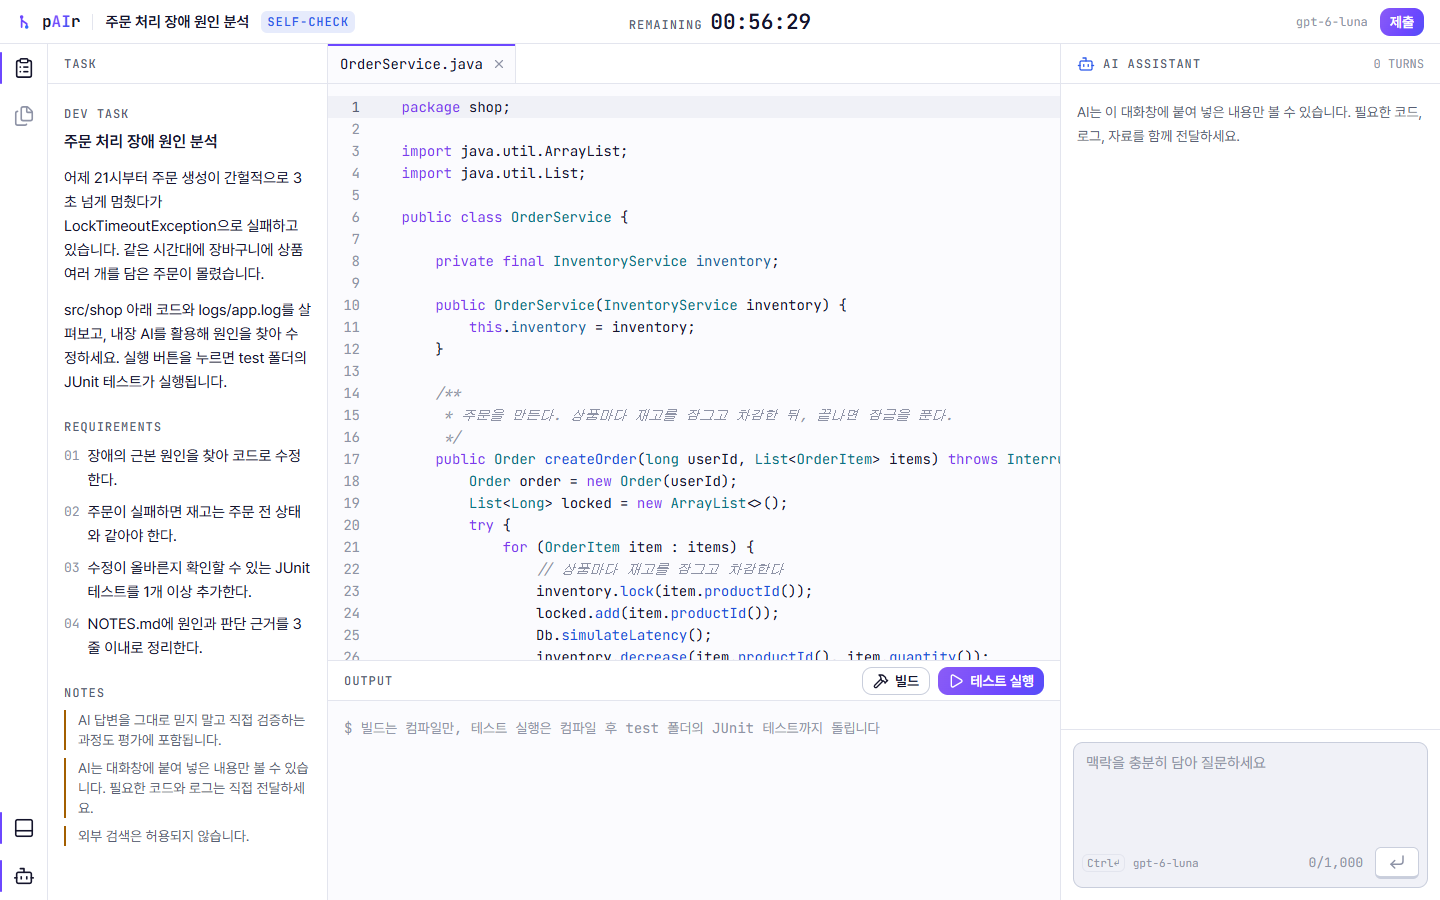 pAIr
주문 처리 장애 원인 분석
SELF-CHECK
REMAINING 00:56:29
gpt-6-luna
제출
TASK
DEV TASK
주문 처리 장애 원인 분석
어제 21시부터 주문 생성이 간헐적으로 3
초 넘게 멈췄다가
LockTimeoutException으로 실패하고
있습니다. 같은 시간대에 장바구니에 상품
여러 개를 담은 주문이 몰렸습니다.
src/shop 아래 코드와 logs/app.log를 살
펴보고, 내장 AI를 활용해 원인을 찾아 수
정하세요. 실행 버튼을 누르면 test 폴더의
JUnit 테스트가 실행됩니다.
REQUIREMENTS
01 장애의 근본 원인을 찾아 코드로 수정
한다.
02 주문이 실패하면 재고는 주문 전 상태
와 같아야 한다.
03 수정이 올바른지 확인할 수 있는 JUnit
테스트를 1개 이상 추가한다.
04 NOTES.md에 원인과 판단 근거를 3
줄 이내로 정리한다.
NOTES
AI 답변을 그대로 믿지 말고 직접 검증하는
과정도 평가에 포함됩니다.
AI는 대화창에 붙여 넣은 내용만 볼 수 있습
니다. 필요한 코드와 로그는 직접 전달하세
요.
외부 검색은 허용되지 않습니다.
OrderService.java
1 package shop;
2
3 import java.util.ArrayList;
4 import java.util.List;
5
6 public class OrderService {
7
8 private final InventoryService inventory;
9
10 public OrderService(InventoryService inventory) {
11 this.inventory = inventory;
12 }
13
14 /**
15 * 주문을 만든다. 상품마다 재고를 잠그고 차감한 뒤, 끝나면 잠금을 푼다.
16 */
17 public Order createOrder(long userId, List<OrderItem> items) throws Interru
18 Order order = new Order(userId);
19 List<Long> locked = new ArrayList<>();
20 try {
21 for (OrderItem item : items) {
22 // 상품마다 재고를 잠그고 차감한다
23 inventory.lock(item.productId());
24 locked.add(item.productId());
25 Db.simulateLatency();
26 inventory.decrease(item.productId(), item.quantity());
OUTPUT
빌드
테스트 실행
$ 빌드는 컴파일만, 테스트 실행은 컴파일 후 test 폴더의 JUnit 테스트까지 돌립니다
AI ASSISTANT
0 TURNS
AI는 이 대화창에 붙여 넣은 내용만 볼 수 있습니다. 필요한 코드,
로그, 자료를 함께 전달하세요.
맥락을 충분히 담아 질문하세요
Ctrl↵ gpt-6-luna
0/1,000